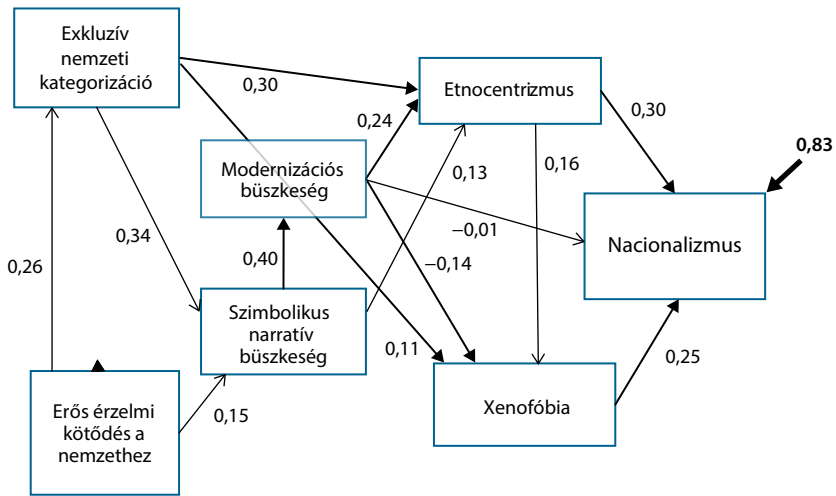 Exkluzív
nemzeti
kategorizáció
0,30
Etnocentrizmus
0,24
0,30
0,83
Modernizációs
büszkeség
0,13
0,16
0,34
−0,01
Nacionalizmus
0,26
0,40
−0,14
Szimbolikus
narratív
büszkeség
0,11
0,25
Erős érzelmi
kötődés a
nemzethez
0,15
Xenofóbia